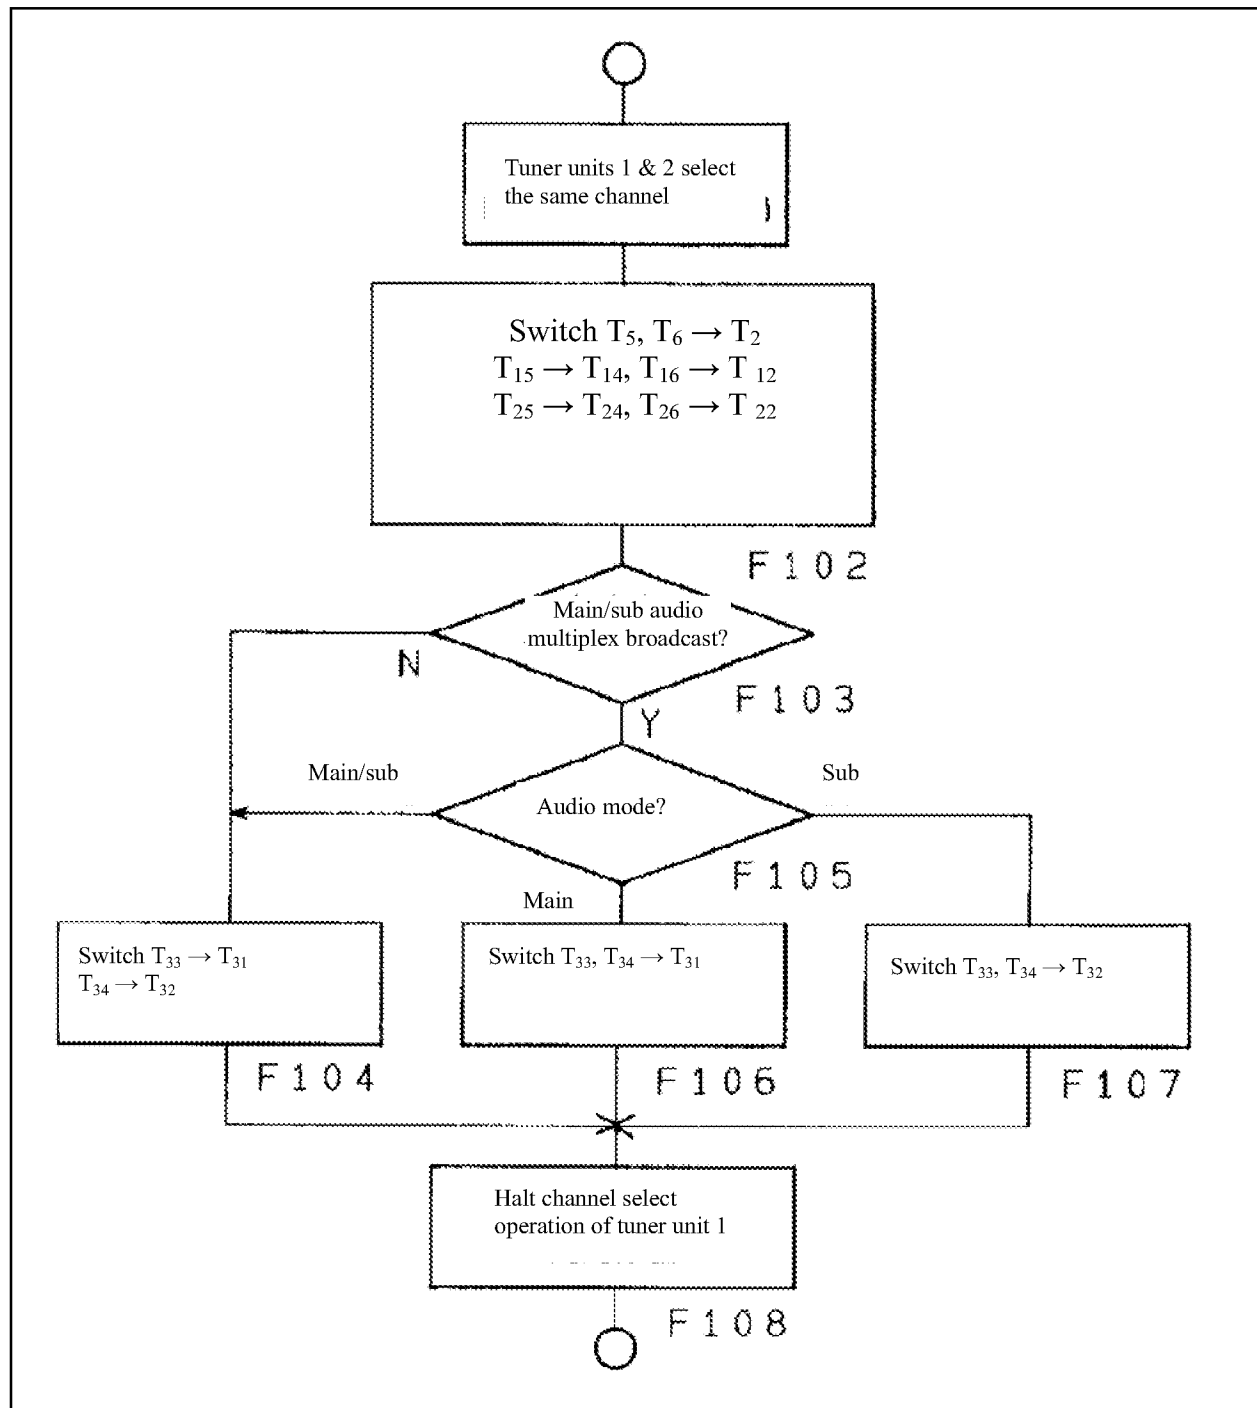 Tuner units 1 & 2 select
the same channel
Switch T₅, T₆ → T₂
T₁₅ → T₁₄, T₁₆ → T ₁₂
T₂₅ → T₂₄, T₂₆ → T ₂₂
F102
Main/sub audio
multiplex broadcast?
N
F103
Y
Main/sub
Sub
Audio mode?
F105
Main
Switch T₃₃ → T₃₁
T₃₄ → T₃₂
Switch T₃₃, T₃₄ → T₃₁
Switch T₃₃, T₃₄ → T₃₂
F104
F106
F107
Halt channel select
operation of tuner unit 1
F108